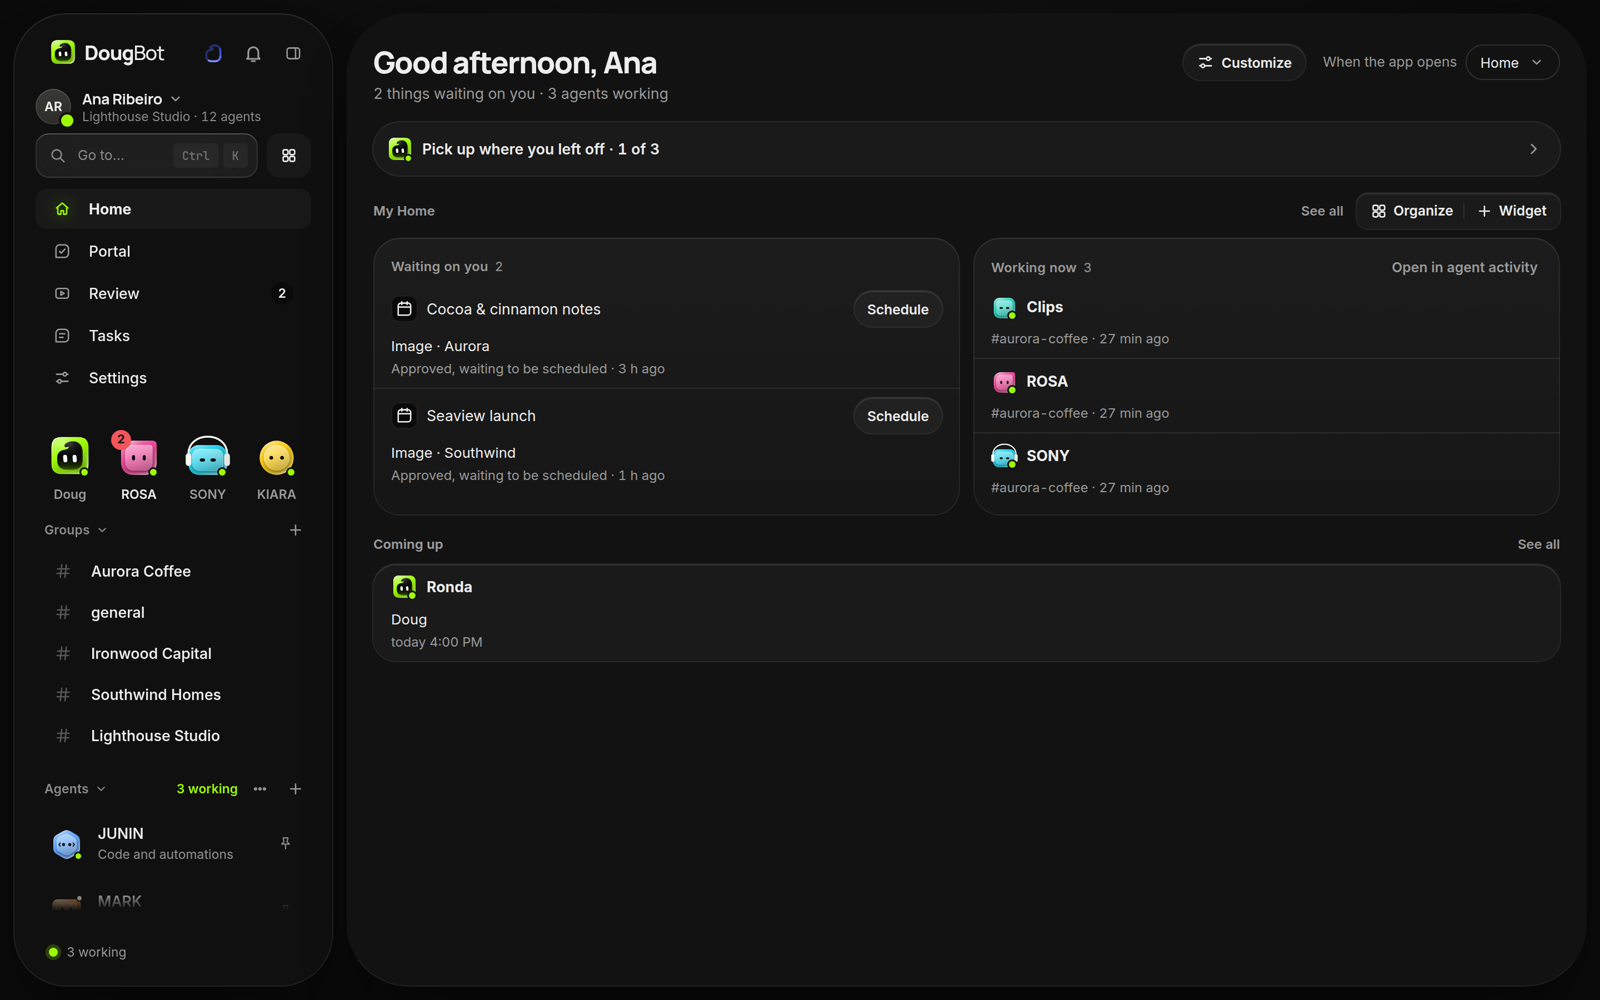 DougBot
AR
Ana Ribeiro
Lighthouse Studio · 12 agents
Go to...
Ctrl
K
Home
Portal
Review
2
Tasks
Settings
2
Doug
ROSA
SONY
KIARA
Groups
# Aurora Coffee
# general
# Ironwood Capital
# Southwind Homes
# Lighthouse Studio
Agents
3 working
JUNIN
Code and automations
MARK
3 working
Good afternoon, Ana
2 things waiting on you · 3 agents working
Customize
When the app opens
Home
Pick up where you left off · 1 of 3
My Home
See all
Organize
Widget
Waiting on you 2
Cocoa & cinnamon notes
Schedule
Image · Aurora
Approved, waiting to be scheduled · 3 h ago
Seaview launch
Schedule
Image · Southwind
Approved, waiting to be scheduled · 1 h ago
Working now 3
Open in agent activity
Clips
#aurora-coffee · 27 min ago
ROSA
#aurora-coffee · 27 min ago
SONY
#aurora-coffee · 27 min ago
Coming up
See all
Ronda
Doug
today 4:00 PM